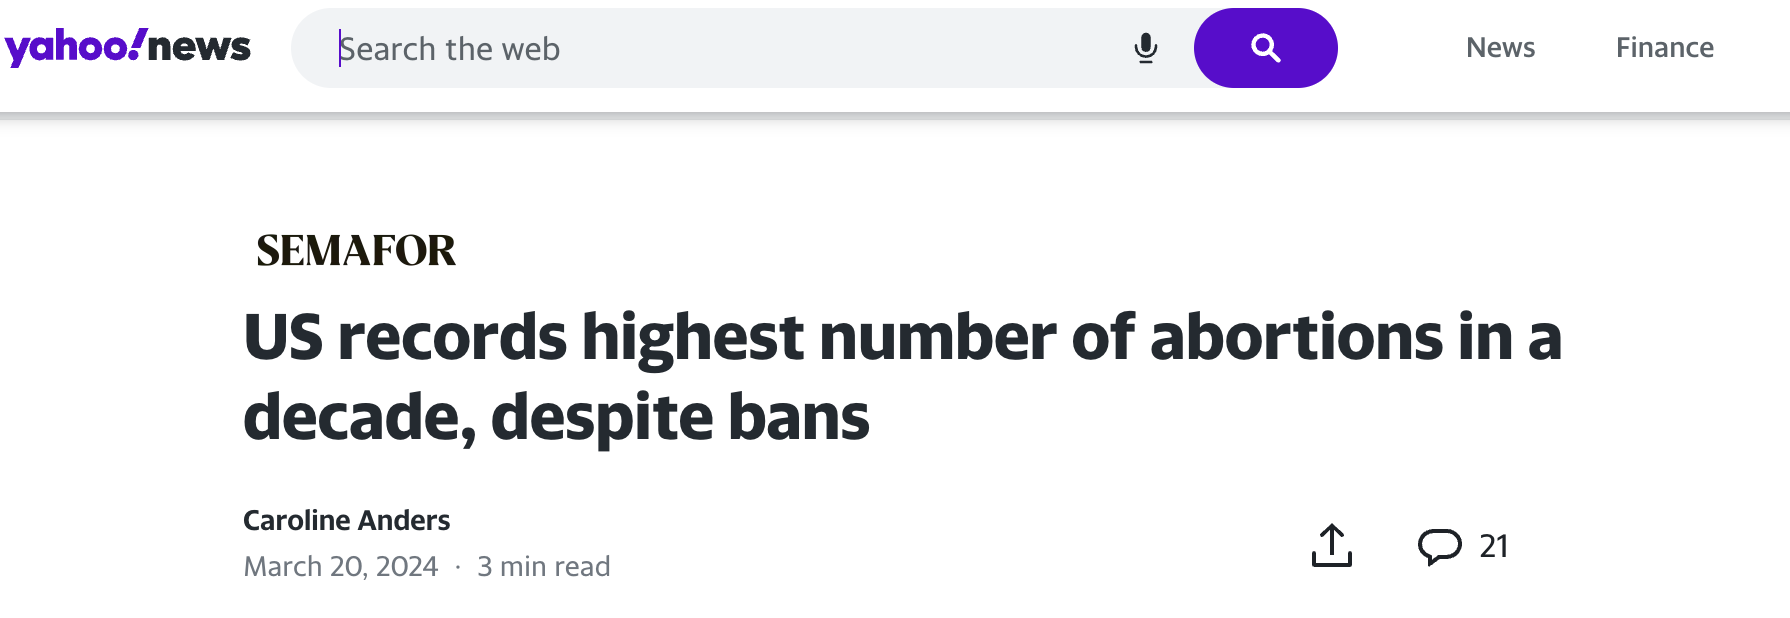 yahoo!news
Search the web
News
Finance
SEMAFOR
US records highest number of abortions in a
decade, despite bans
Caroline Anders
March 20, 2024 · 3 min read
21